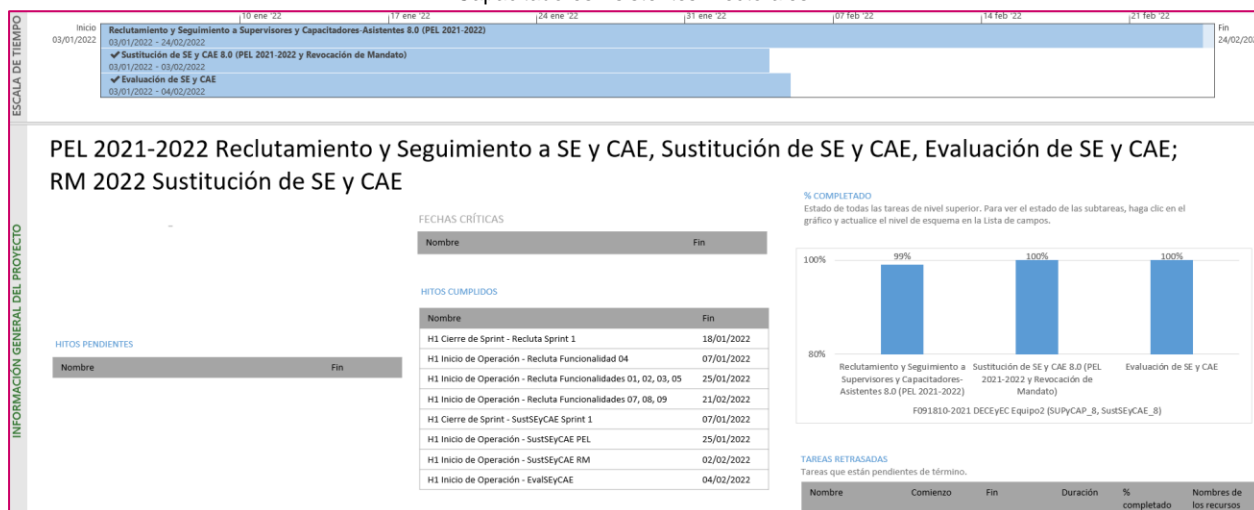 ESCALA DE TIEMPO
10 ene '22 17 ene '22 24 ene '22 31 ene '22 07 feb '22 14 feb '22 21 feb '22
Inicio
03/01/2022
Reclutamiento y Seguimiento a Supervisores y Capacitadores-Asistentes 8.0 (PEL 2021-2022)
03/01/2022 - 24/02/2022
✔Sustitución de SE y CAE 8.0 (PEL 2021-2022 y Revocación de Mandato)
03/01/2022 - 03/02/2022
✔Evaluación de SE y CAE
03/01/2022 - 04/02/2022
Fin
INFORMACIÓN GENERAL DEL PROYECTO
PEL 2021-2022 Reclutamiento y Seguimiento a SE y CAE, Sustitución de SE y CAE, Evaluación de SE y CAE;
RM 2022 Sustitución de SE y CAE
HITOS PENDIENTES
Nombre Fin
FECHAS CRÍTICAS
Nombre Fin
HITOS CUMPLIDOS
Nombre Fin
H1 Cierre de Sprint - Recluta Sprint 1 18/01/2022
H1 Inicio de Operación - Recluta Funcionalidad 04 07/01/2022
H1 Inicio de Operación - Recluta Funcionalidades 01, 02, 03, 05 25/01/2022
H1 Inicio de Operación - Recluta Funcionalidades 07, 08, 09 21/02/2022
H1 Cierre de Sprint - SustSEyCAE Sprint 1 07/01/2022
H1 Inicio de Operación - SustSEyCAE PEL 25/01/2022
H1 Inicio de Operación - SustSEyCAE RM 02/02/2022
H1 Inicio de Operación - EvalSEyCAE 04/02/2022
% COMPLETADO
Estado de todas las tareas de nivel superior. Para ver el estado de las subtareas, haga clic en el
gráfico y actualice el nivel de esquema en la Lista de campos.
100%
99% 100% 100%
80%
Reclutamiento y Seguimiento a Supervisores y Capacitadores-Asistentes 8.0 (PEL 2021-2022)
Sustitución de SE y CAE 8.0 (PEL 2021-2022 y Revocación de Mandato)
Evaluación de SE y CAE
F091810-2021 DECEyEC Equipo2 (SUPyCAP_8, SustSEyCAE_8)
TAREAS RETRASADAS
Tareas que están pendientes de término.
Nombre Comienzo Fin Duración % completado Nombres de los recursos